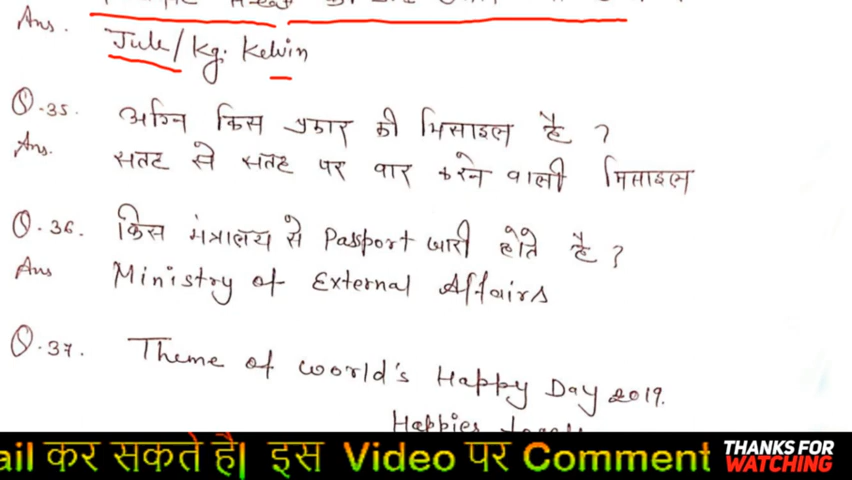 Ans.
Jule/Kg. Kelvin
Q.35. अग्नि किस प्रकार की मिसाइल है ?
Ans. सतह से सतह पर वार करने वाली मिसाइल
Q.36. किस मंत्रालय से Passport जारी होते है ?
Ans Ministry of External Affairs
Q.37. Theme of world's Happy Day 2019.
Happies
ail कर सकते है| इस Video पर Comment
THANKS FOR
WATCHING